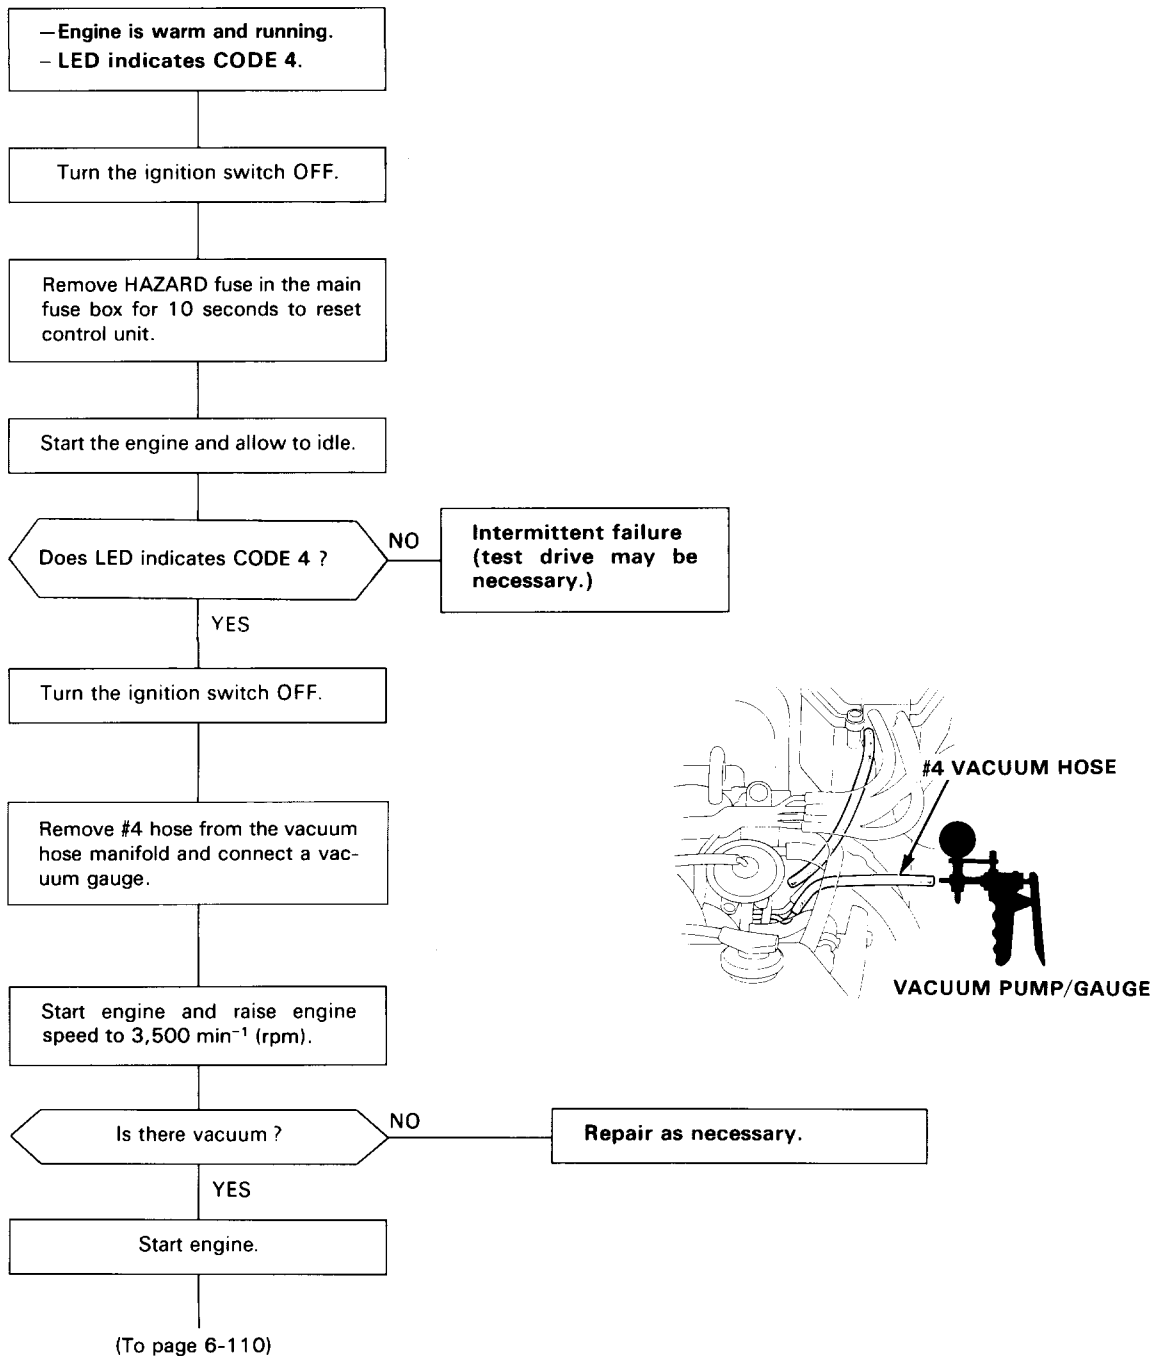 –Engine is warm and running.
– LED indicates CODE 4.
Turn the ignition switch OFF.
Remove HAZARD fuse in the main
fuse box for 10 seconds to reset
control unit.
Start the engine and allow to idle.
Does LED indicates CODE 4 ?
NO
Intermittent failure
(test drive may be
necessary.)
YES
Turn the ignition switch OFF.
Remove #4 hose from the vacuum
hose manifold and connect a vac-
uum gauge.
#4 VACUUM HOSE
VACUUM PUMP/GAUGE
Start engine and raise engine
speed to 3,500 min⁻¹ (rpm).
Is there vacuum ?
NO
Repair as necessary.
YES
Start engine.
(To page 6-110)